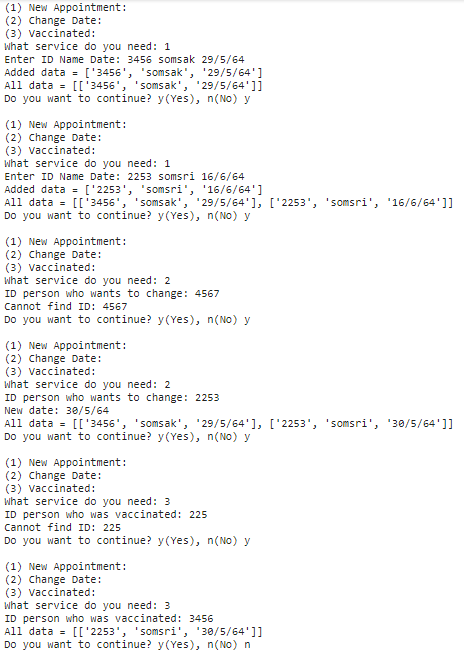 (1) New Appointment:
(2) Change Date:
(3) Vaccinated:
What service do you need: 1
Enter ID Name Date: 3456 somsak 29/5/64
Added data = ['3456', 'somsak', '29/5/64']
All data = [['3456', 'somsak', '29/5/64']]
Do you want to continue? y(Yes), n(No) y
(1) New Appointment:
(2) Change Date:
(3) Vaccinated:
What service do you need: 1
Enter ID Name Date: 2253 somsri 16/6/64
Added data = ['2253', 'somsri', '16/6/64']
All data = [['3456', 'somsak', '29/5/64'], ['2253', 'somsri', '16/6/64']]
Do you want to continue? y(Yes), n(No) y
(1) New Appointment:
(2) Change Date:
(3) Vaccinated:
What service do you need: 2
ID person who wants to change: 4567
Cannot find ID: 4567
Do you want to continue? y(Yes), n(No) y
(1) New Appointment:
(2) Change Date:
(3) Vaccinated:
What service do you need: 2
ID person who wants to change: 2253
New date: 30/5/64
All data = [['3456', 'somsak', '29/5/64'], ['2253', 'somsri', '30/5/64']]
Do you want to continue? y(Yes), n(No) y
(1) New Appointment:
(2) Change Date:
(3) Vaccinated:
What service do you need: 3
ID person who was vaccinated: 225
Cannot find ID: 225
Do you want to continue? y(Yes), n(No) y
(1) New Appointment:
(2) Change Date:
(3) Vaccinated:
What service do you need: 3
ID person who was vaccinated: 3456
All data = [['2253', 'somsri', '30/5/64']]
Do you want to continue? y(Yes), n(No) n